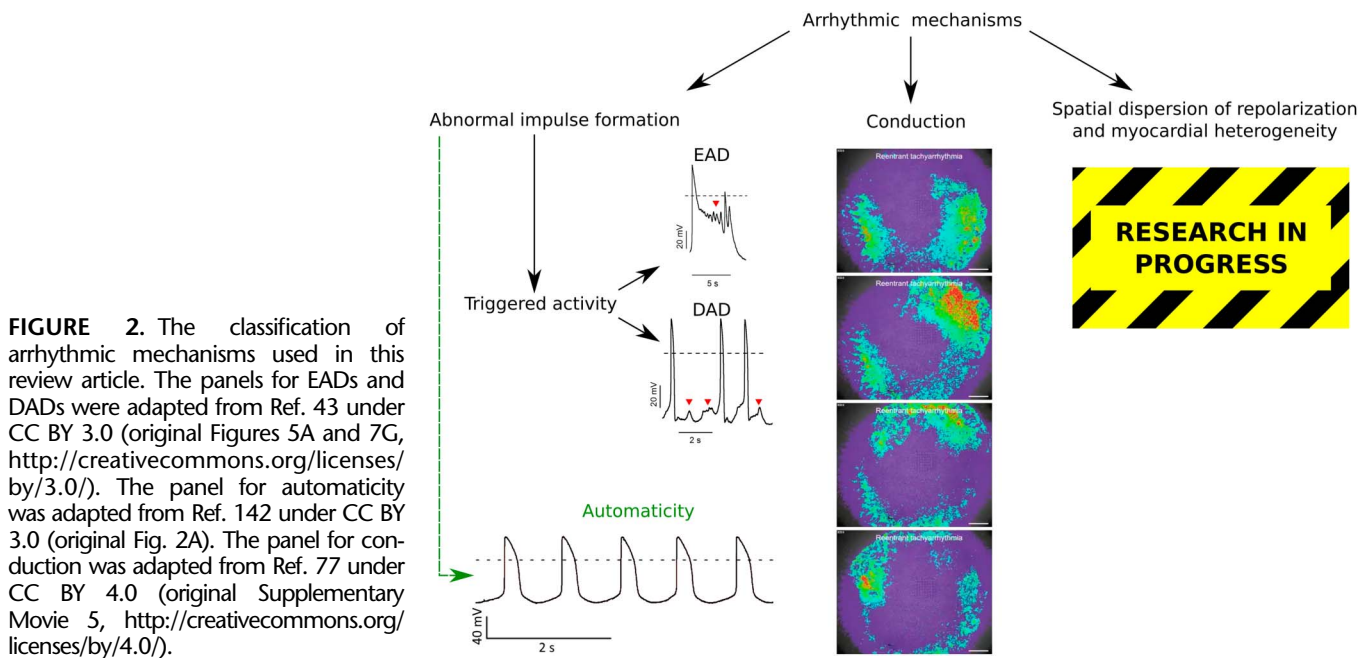 Arrhythmic mechanisms
Abnormal impulse formation
Conduction
Spatial dispersion of repolarization
and myocardial heterogeneity
EAD
20 mV
5 s
Triggered activity
DAD
20 mV
2 s
Automaticity
40 mV
2 s
Reentrant tachyarrhythmia
Reentrant tachyarrhythmia
Reentrant tachyarrhythmia
Reentrant tachyarrhythmia
RESEARCH IN
PROGRESS
FIGURE 2. The classification of
arrhythmic mechanisms used in this
review article. The panels for EADs and
DADs were adapted from Ref. 43 under
CC BY 3.0 (original Figures 5A and 7G,
http://creativecommons.org/licenses/
by/3.0/). The panel for automaticity
was adapted from Ref. 142 under CC BY
3.0 (original Fig. 2A). The panel for con-
duction was adapted from Ref. 77 under
CC BY 4.0 (original Supplementary
Movie 5, http://creativecommons.org/
licenses/by/4.0/).